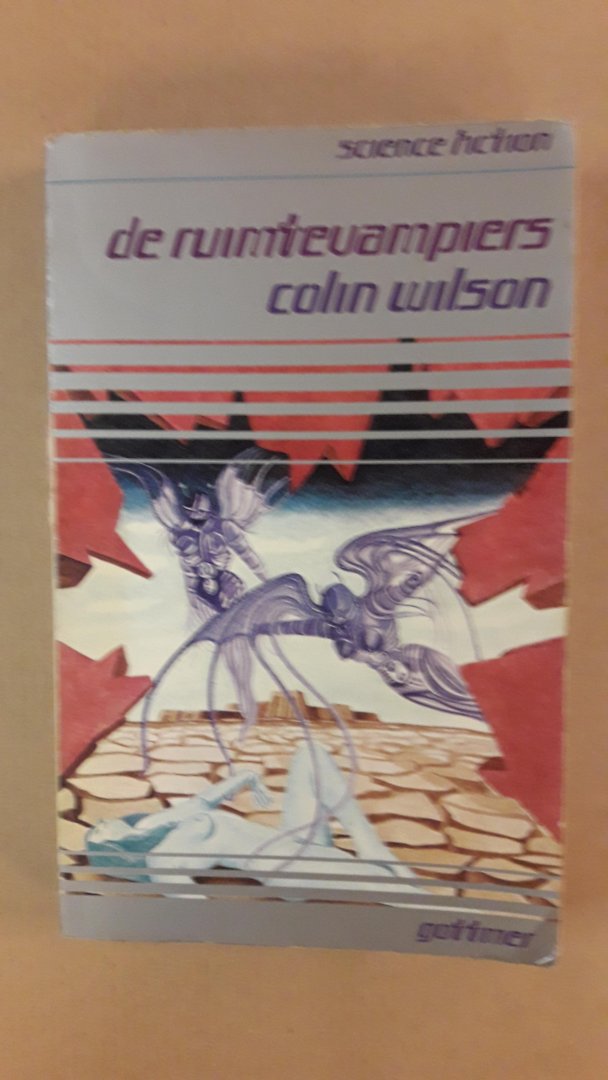 science fiction
de ruimtevampiers
colin wilson
gottmer